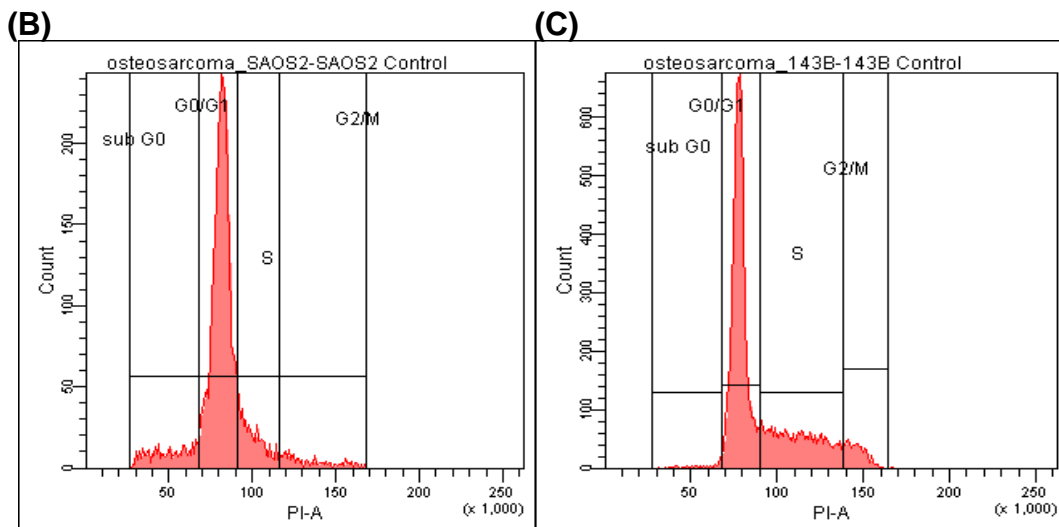 (B)
osteosarcoma_SAOS2-SAOS2 Control
G0/G1
G2/M
sub G0
S
Count
0
50
100
150
200
50
100
150
200
250
PI-A
(x 1,000)
(C)
osteosarcoma_143B-143B Control
G0/G1
sub G0
G2/M
S
Count
0
100
200
300
400
500
600
50
100
150
200
250
PI-A
(x 1,000)